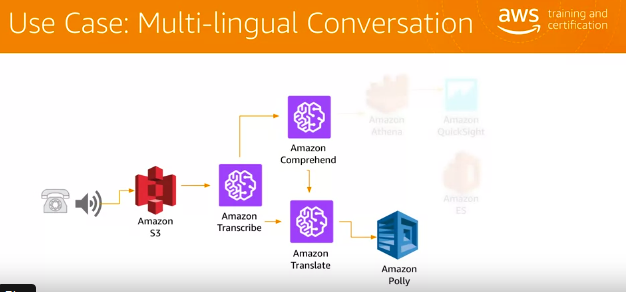 Use Case: Multi-lingual Conversation
aws
training and
certification
Amazon
Athena
Amazon
QuickSight
Amazon
Comprehend
Amazon
ES
Amazon
S3
Amazon
Transcribe
Amazon
Translate
Amazon
Polly